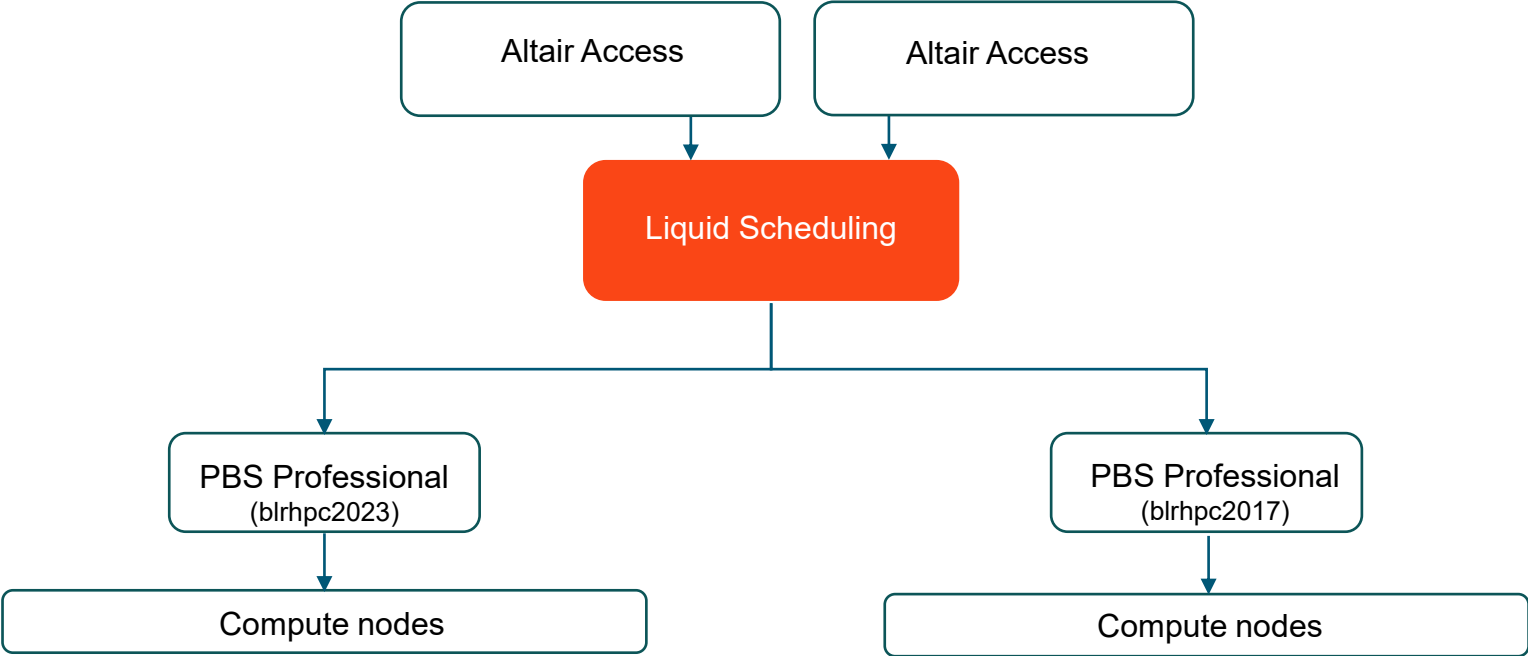 Altair Access
Altair Access
Liquid Scheduling
PBS Professional
(blrhpc2023)
PBS Professional
(blrhpc2017)
Compute nodes
Compute nodes